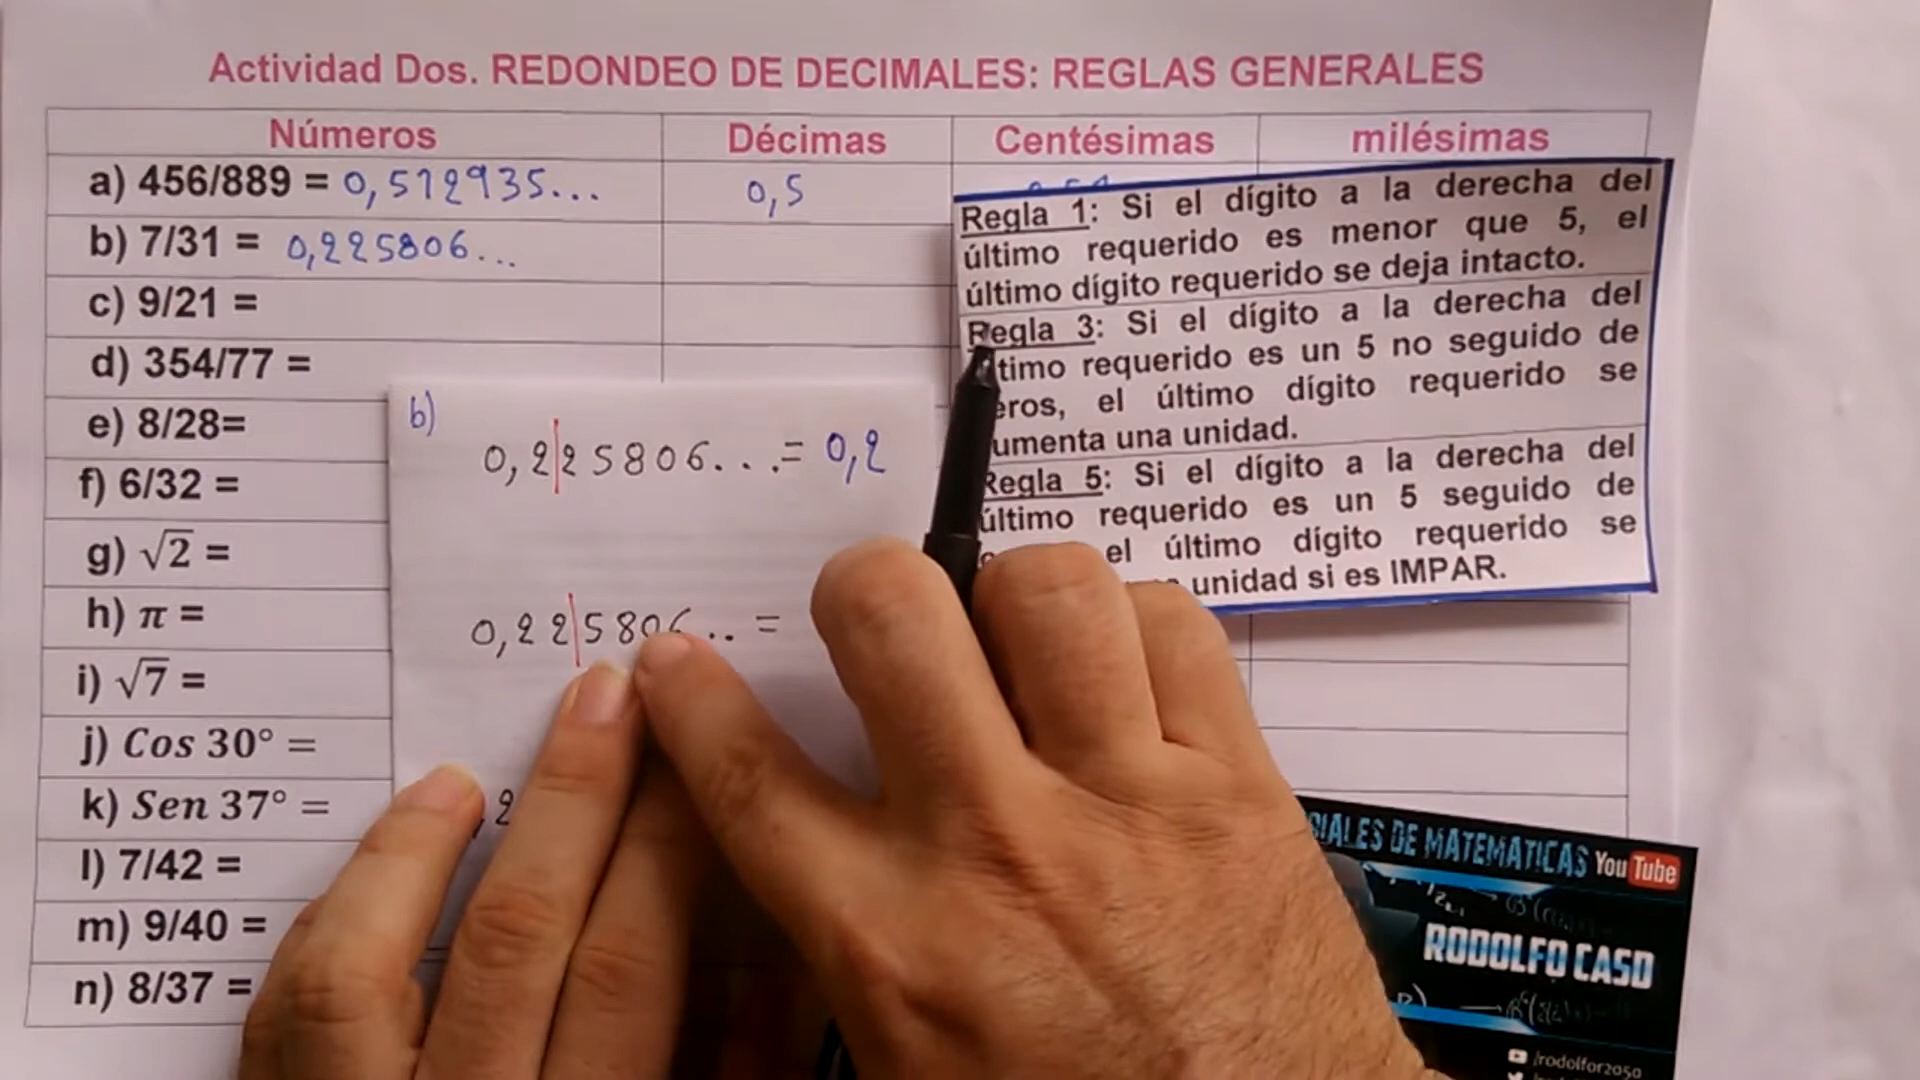 Actividad Dos. REDONDEO DE DECIMALES: REGLAS GENERALES
Números Décimas Centésimas milésimas
a) 456/889 = 0,512935... 0,5
b) 7/31 = 0,225806...
c) 9/21 =
d) 354/77 =
e) 8/28=
f) 6/32 =
g) √2 =
h) π =
i) √7 =
j) Cos 30° =
k) Sen 37° =
l) 7/42 =
m) 9/40 =
n) 8/37 =
b)
0,2|25806...= 0,2
0,22|5806.. =
Regla 1: Si el dígito a la derecha del
último requerido es menor que 5, el
último dígito requerido se deja intacto.
Regla 3: Si el dígito a la derecha del
timo requerido es un 5 no seguido de
eros, el último dígito requerido se
umenta una unidad.
Regla 5: Si el dígito a la derecha del
último requerido es un 5 seguido de
el último dígito requerido se
unidad si es IMPAR.
IALES DE MATEMATICAS YouTube
RODOLFO CASO
/rodolfor2050